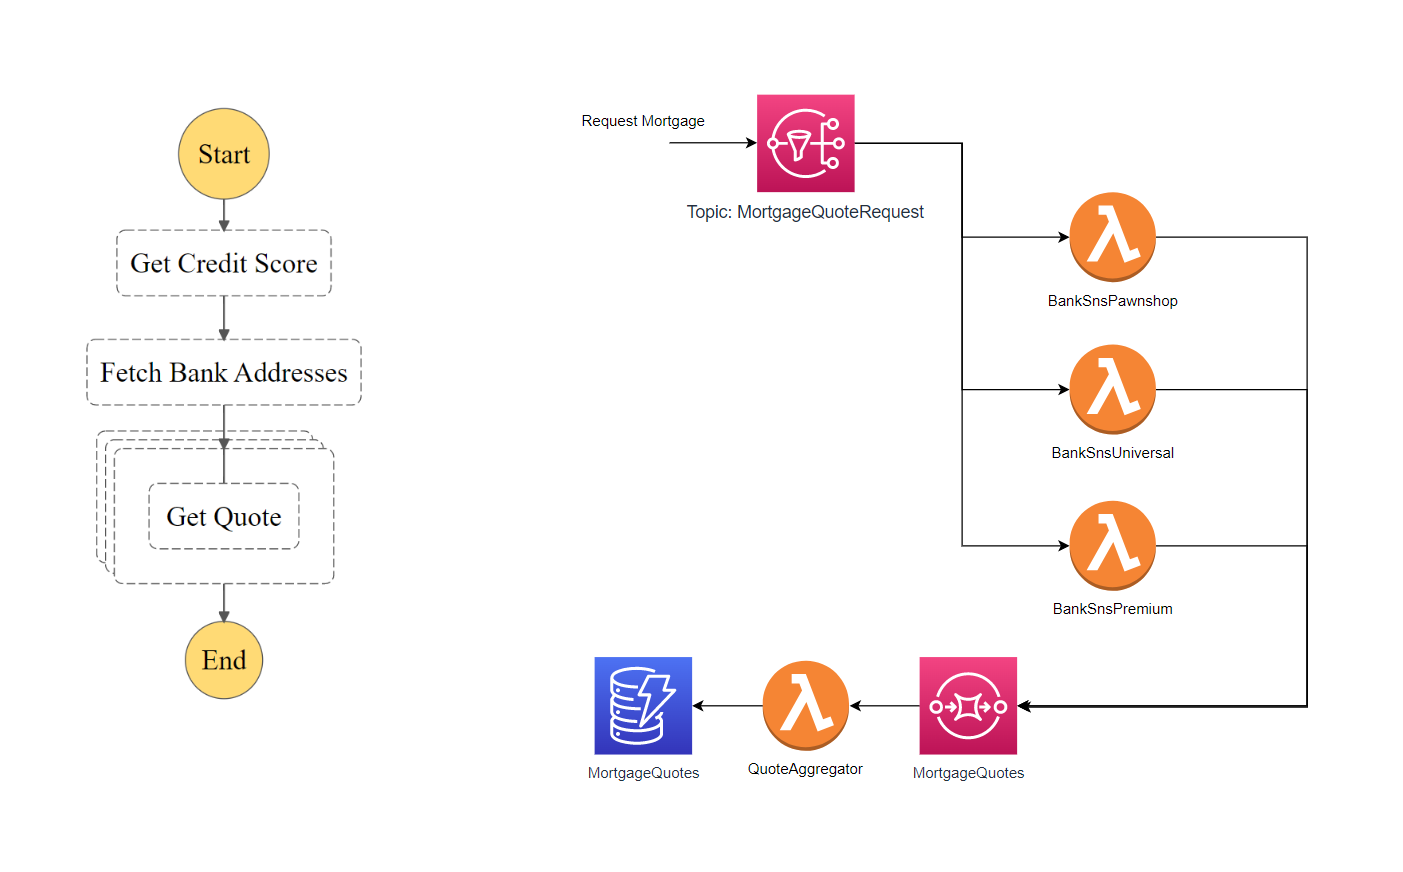 Start
Get Credit Score
Fetch Bank Addresses
Get Quote
End
Request Mortgage
Topic: MortgageQuoteRequest
BankSnsPawnshop
BankSnsUniversal
BankSnsPremium
MortgageQuotes
QuoteAggregator
MortgageQuotes